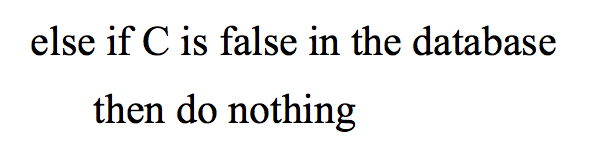 else if C is false in the database
then do nothing